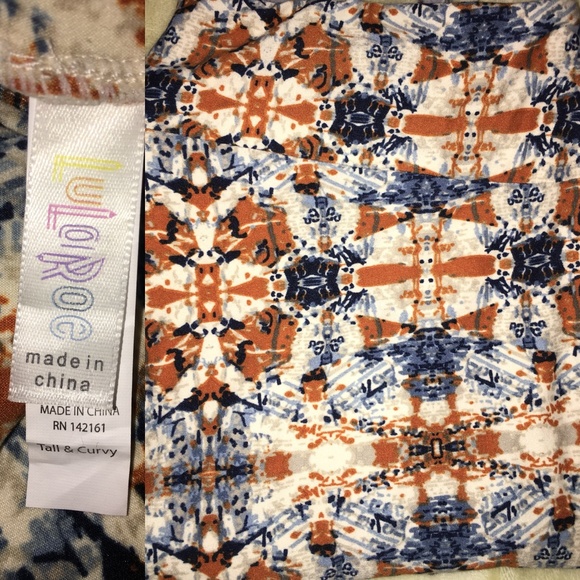 LuLaRoe
made in
china
MADE IN CHINA
RN 142161
Tall & Curvy